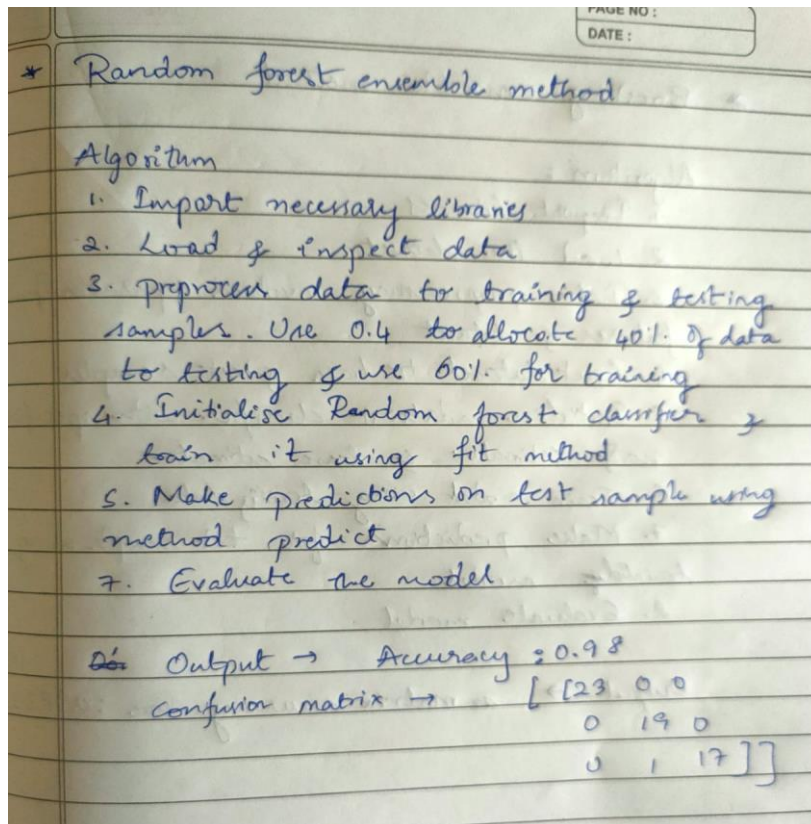 PAGE NO :
DATE :
* Random forest ensemble method
Algorithm
1. Import necessary libraries
2. Load & inspect data
3. preprocess data to training & testing
samples. Use 0.4 to allocate 40% of data
to testing & use 60% for training
4. Initialise Random forest classifier &
train it using fit method
5. Make predictions on test sample using
method predict
7. Evaluate the model
Output → Accuracy : 0.98
confusion matrix → [ [23 0 0
0 19 0
0 1 17 ] ]